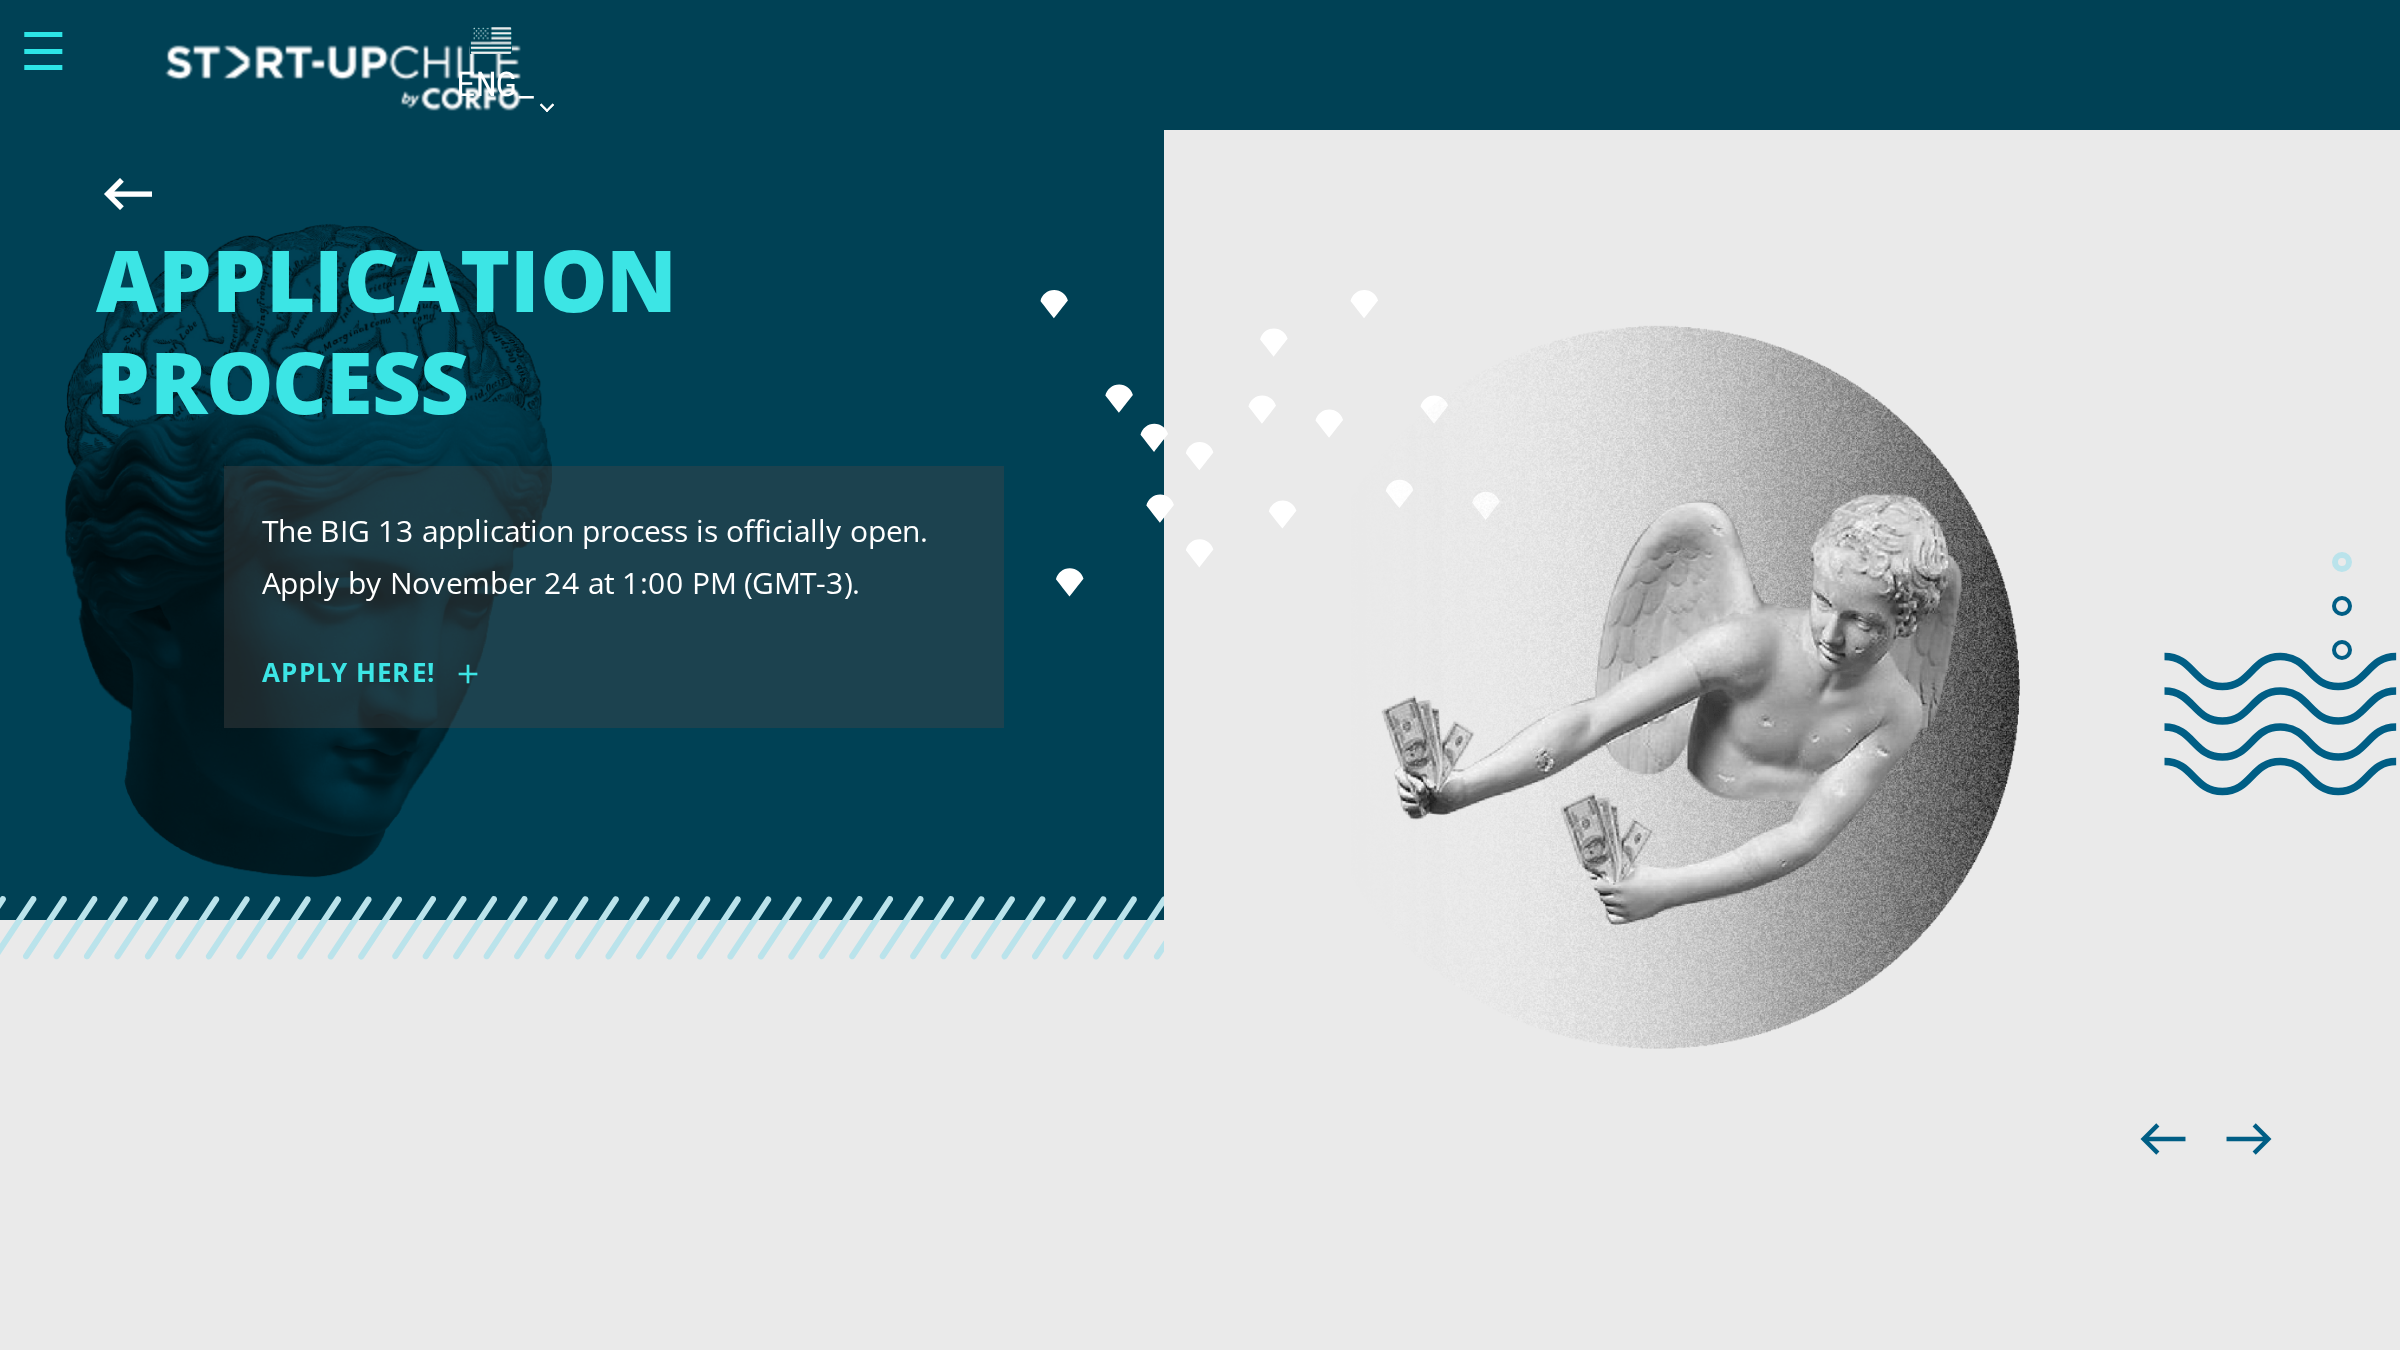 ST>RT-UPCHILE
by CORFO
ENG_
APPLICATION
PROCESS
The BIG 13 application process is officially open.
Apply by November 24 at 1:00 PM (GMT-3).
APPLY HERE! +